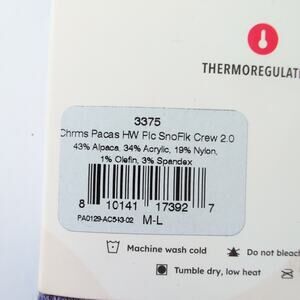 THERMOREGULATI
3375
Chrms Pacas HW Plc SnoFlk Crew 2.0
43% Alpaca, 34% Acrylic, 19% Nylon,
1% Olefin, 3% Spandex
8 10141 17392 7
PA0129-AC543-02 M-L
Machine wash cold
Do not bleach
Tumble dry, low heat